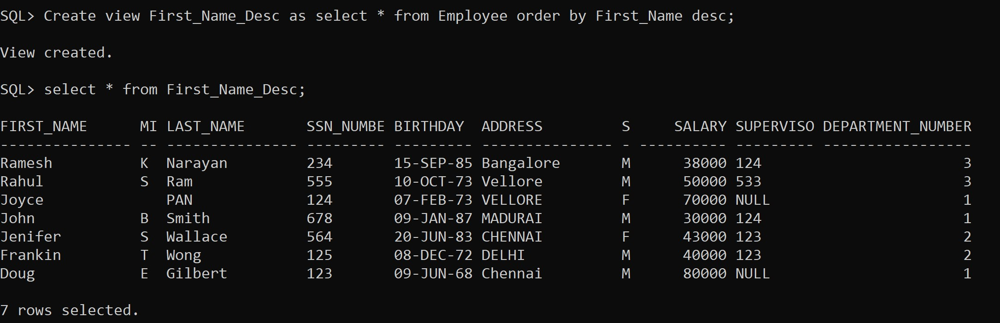 SQL> Create view First_Name_Desc as select * from Employee order by First_Name desc;
View created.
SQL> select * from First_Name_Desc;
FIRST_NAME      MI LAST_NAME       SSN_NUMBE BIRTHDAY  ADDRESS         S     SALARY SUPERVISO DEPARTMENT_NUMBER
--------------- -- --------------- --------- --------- --------------- - ---------- --------- -----------------
Ramesh          K  Narayan         234       15-SEP-85 Bangalore       M      38000 124                       3
Rahul           S  Ram             555       10-OCT-73 Vellore         M      50000 533                       3
Joyce              PAN             124       07-FEB-73 VELLORE         F      70000 NULL                      1
John            B  Smith           678       09-JAN-87 MADURAI         M      30000 124                       1
Jenifer         S  Wallace         564       20-JUN-83 CHENNAI         F      43000 123                       2
Frankin         T  Wong            125       08-DEC-72 DELHI           M      40000 123                       2
Doug            E  Gilbert         123       09-JUN-68 Chennai         M      80000 NULL                      1
7 rows selected.